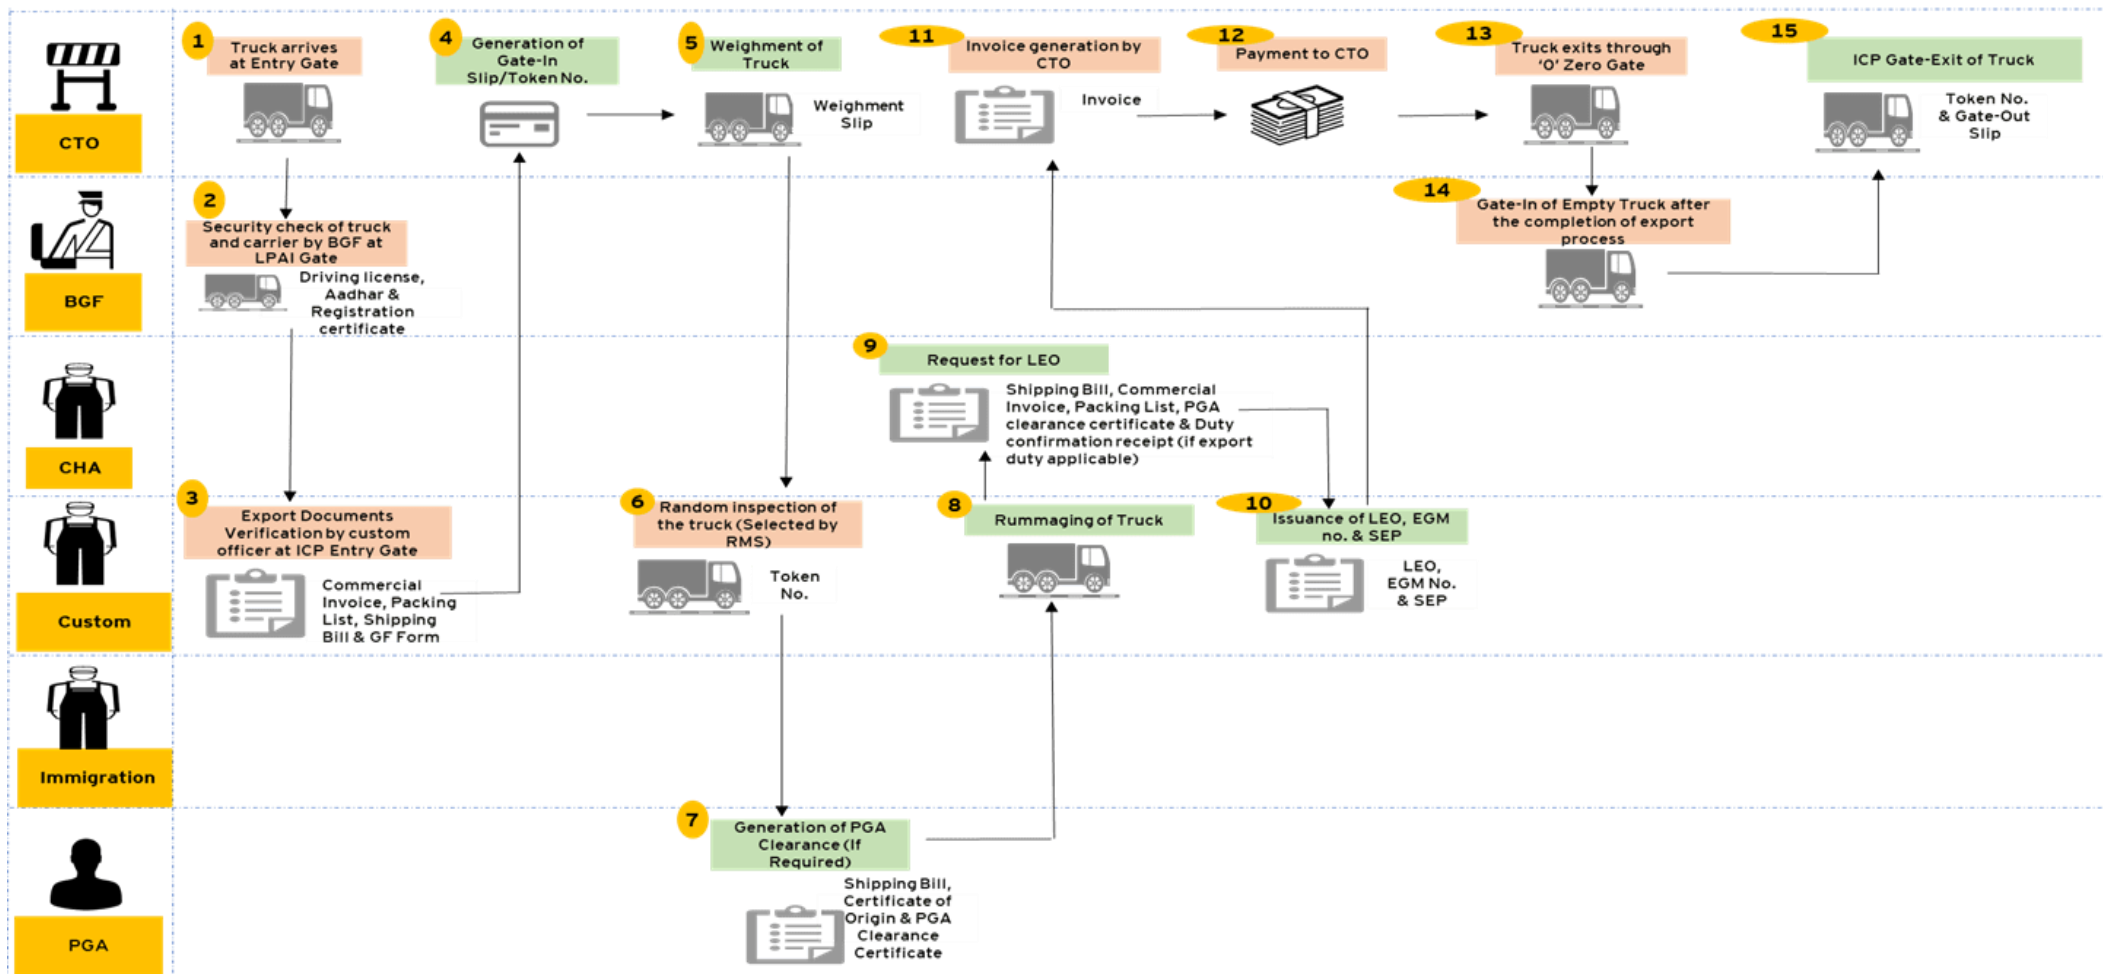 1
Truck arrives
at Entry Gate
4
Generation of
Gate-In
Slip/Token No.
5
Weighment of
Truck
Weighment
Slip
11
Invoice generation by
CTO
Invoice
12
Payment to CTO
13
Truck exits through
‘0’ Zero Gate
15
ICP Gate-Exit of Truck
Token No.
& Gate-Out
Slip
CTO
2
Security check of truck
and carrier by BGF at
LPAI Gate
Driving license,
Aadhar &
Registration
certificate
14
Gate-In of Empty Truck after
the completion of export
process
BGF
9
Request for LEO
Shipping Bill, Commercial
Invoice, Packing List, PGA
clearance certificate & Duty
confirmation receipt (if export
duty applicable)
CHA
3
Export Documents
Verification by custom
officer at ICP Entry Gate
Commercial
Invoice, Packing
List, Shipping
Bill & GF Form
6
Random inspection of
the truck (Selected by
RMS)
Token
No.
8
Rummaging of Truck
10
Issuance of LEO, EGM
no. & SEP
LEO,
EGM No.
& SEP
Custom
Immigration
7
Generation of PGA
Clearance (If
Required)
Shipping Bill,
Certificate of
Origin & PGA
Clearance
Certificate
PGA